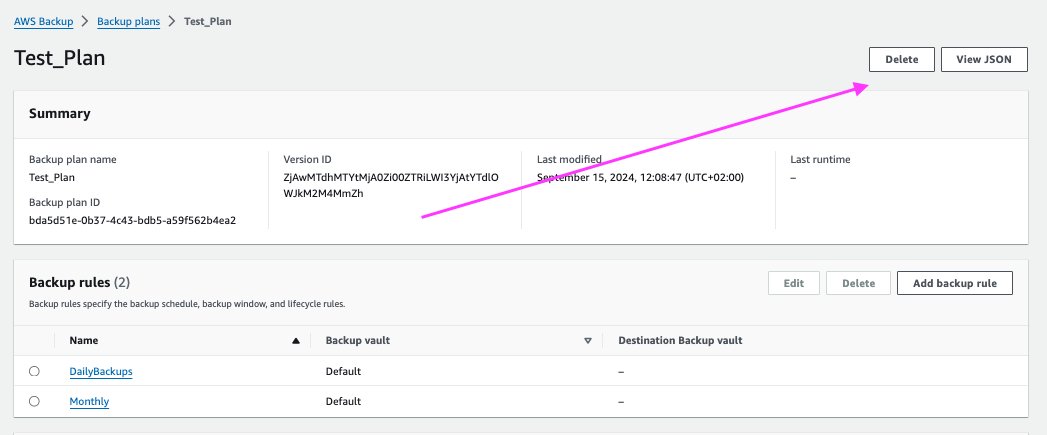 AWS Backup > Backup plans > Test_Plan
Test_Plan
Delete
View JSON
Summary
Backup plan name
Test_Plan
Backup plan ID
bda5d51e-0b37-4c43-bdb5-a59f562b4ea2
Version ID
ZjAwMTdhMTYtMjA0Zi00ZTRiLWI3YjAtYTdlO
WJkM2M4MmZh
Last modified
September 15, 2024, 12:08:47 (UTC+02:00)
Last runtime
–
Backup rules (2)
Backup rules specify the backup schedule, backup window, and lifecycle rules.
Edit
Delete
Add backup rule
Name Backup vault Destination Backup vault
DailyBackups Default –
Monthly Default –